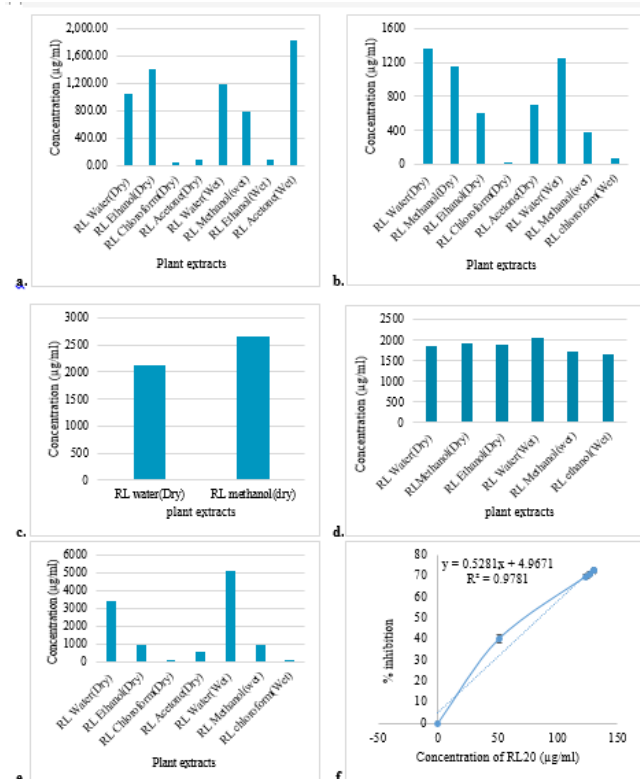 2,000.00
1,600.00
1,200.00
800.00
400.00
0.00
Concentration (µg/ml)
RL Water(Dry)
RL Ethanol(Dry)
RL Chloroform(Dry)
RL Acetone(Dry)
RL Water(Wet)
RL Methanol(wet)
RL Ethanol(Wet)
RL Acetone(Wet)
Plant extracts
a.
1600
1200
800
400
0
Concentration (µg/ml)
RL Water(Dry)
RL Methanol(Dry)
RL Ethanol(Dry)
RL Chloroform(Dry)
RL Acetone(Dry)
RL Water(Wet)
RL Methanol(wet)
RL chloroform(Wet)
Plant extracts
b.
3000
2500
2000
1500
1000
500
0
Concentration (µg/ml)
RL water(Dry)
RL methanol(dry)
plant extracts
c.
2500
2000
1500
1000
500
0
Concentration (µg/ml)
RL Water(Dry)
RLMethanol(Dry)
RL Ethanol(Dry)
RL Water(Wet)
RL Methanol(wet)
RL ethanol(Wet)
plant extracts
d.
6000
5000
4000
3000
2000
1000
0
Concentration (µg/ml)
RL Water(Dry)
RL Ethanol(Dry)
RL Chloroform(Dry)
RL Acetone(Dry)
RL Water(Wet)
RL Methanol(wet)
RL chloroform(Wet)
Plant extracts
e.
80
70
60
50
40
30
20
10
0
y = 0.5281x + 4.9671
R² = 0.9781
% inhibition
-50
0
50
100
150
Concentration of RL20 (µg/ml)
f.